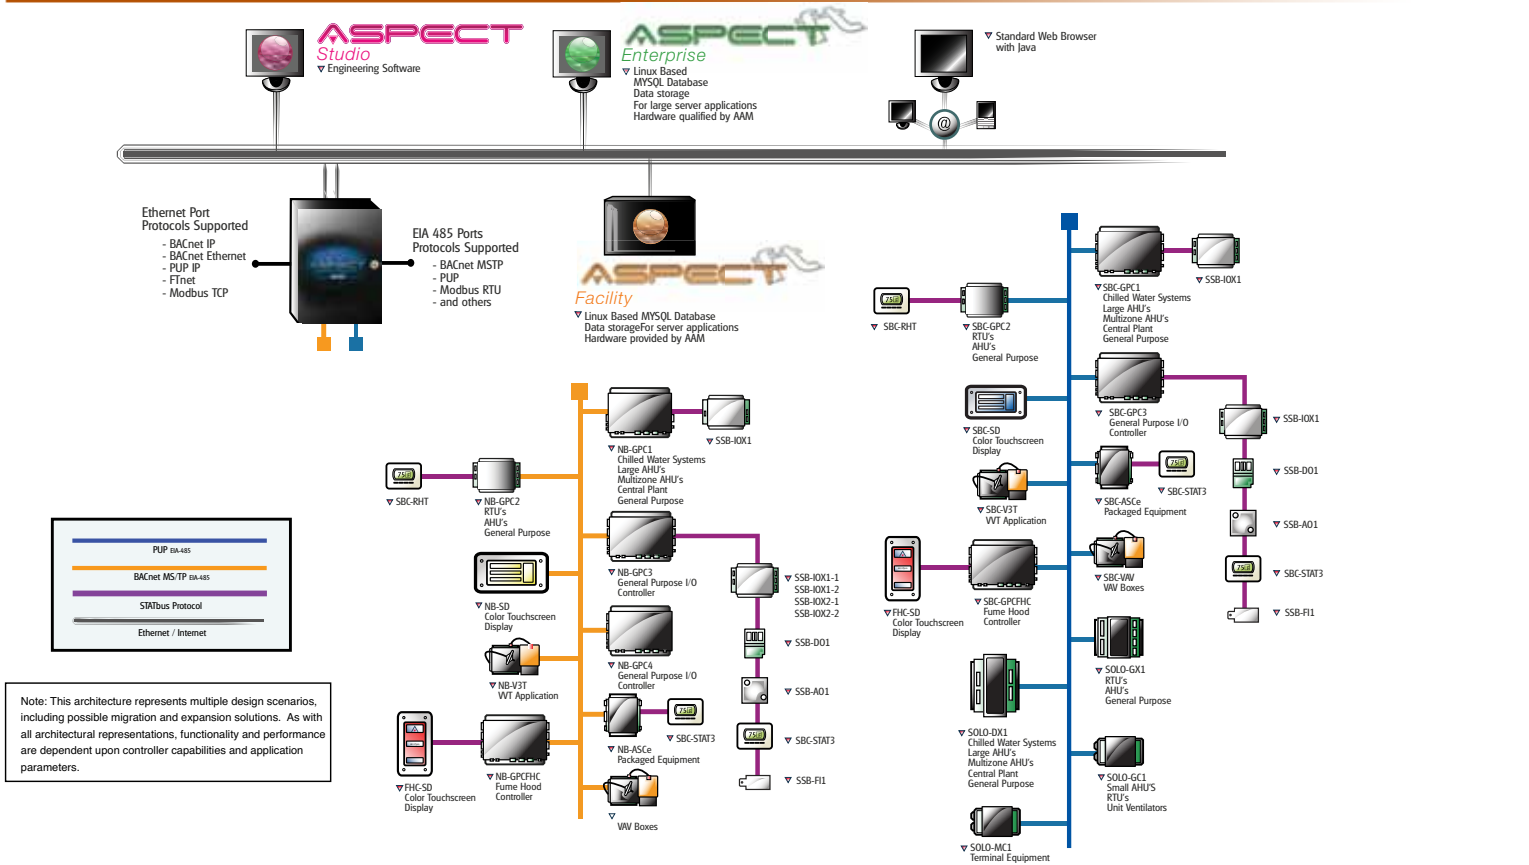 ASPECT
Studio
Engineering Software
ASPECT
Enterprise
Linux Based
MYSQL Database
Data storage
For large server applications
Hardware qualified by AAM
Standard Web Browser
with Java
@
Ethernet Port
Protocols Supported
- BACnet IP
- BACnet Ethernet
- PUP IP
- FTnet
- Modbus TCP
EIA 485 Ports
Protocols Supported
- BACnet MSTP
- PUP
- Modbus RTU
- and others
ASPECT
Facility
Linux Based MYSQL Database
Data storageFor server applications
Hardware provided by AAM
SSB-IOX1
NB-GPC1
Chilled Water Systems
Large AHU's
Multizone AHU's
Central Plant
General Purpose
SBC-RHT
NB-GPC2
RTU's
AHU's
General Purpose
NB-GPC3
General Purpose I/O
Controller
SSB-IOX1-1
SSB-IOX1-2
SSB-IOX2-1
SSB-IOX2-2
NB-SD
Color Touchscreen
Display
SSB-DO1
NB-GPC4
General Purpose I/O
Controller
NB-V3T
VVT Application
SSB-AO1
SBC-STAT3
NB-ASCe
Packaged Equipment
SBC-STAT3
FHC-SD
Color Touchscreen
Display
NB-GPCFHC
Fume Hood
Controller
SSB-FI1
VAV Boxes
SSB-IOX1
SBC-GPC1
Chilled Water Systems
Large AHU's
Multizone AHU's
Central Plant
General Purpose
SBC-RHT
SBC-GPC2
RTU's
AHU's
General Purpose
SBC-GPC3
General Purpose I/O
Controller
SSB-IOX1
SBC-SD
Color Touchscreen
Display
SSB-DO1
SBC-STAT3
SBC-ASCe
Packaged Equipment
SBC-V3T
VVT Application
SSB-AO1
SBC-VAV
VAV Boxes
SBC-STAT3
FHC-SD
Color Touchscreen
Display
SBC-GPCFHC
Fume Hood
Controller
SSB-FI1
SOLO-GX1
RTU's
AHU's
General Purpose
SOLO-DX1
Chilled Water Systems
Large AHU's
Multizone AHU's
Central Plant
General Purpose
SOLO-GC1
Small AHU'S
RTU's
Unit Ventilators
SOLO-MC1
Terminal Equipment
PUP EIA-485
BACnet MS/TP EIA-485
STATbus Protocol
Ethernet / Internet
Note: This architecture represents multiple design scenarios,
including possible migration and expansion solutions. As with
all architectural representations, functionality and performance
are dependent upon controller capabilities and application
parameters.